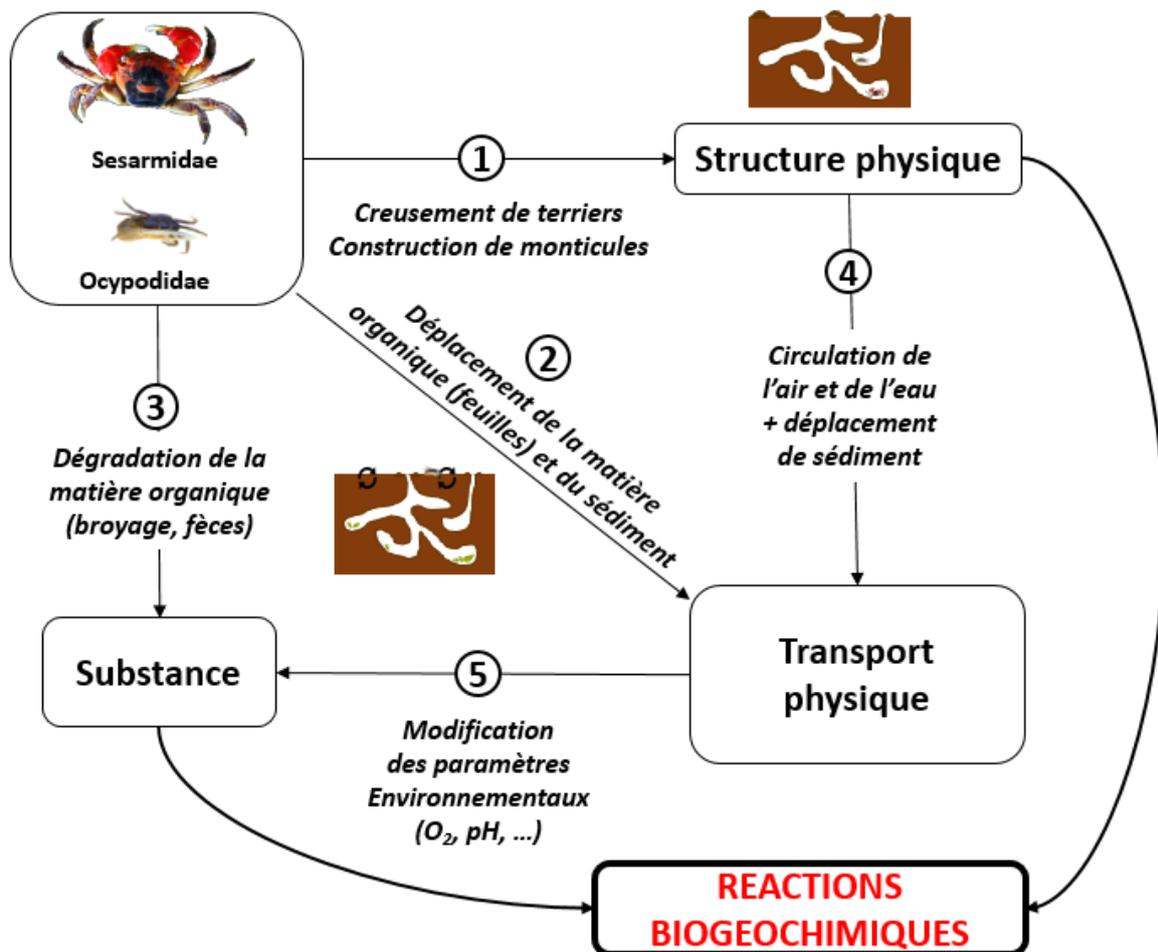 Sesarmidae
Ocypodidae
1
Creusement de terriers
Construction de monticules
Structure physique
2
Déplacement de la matière
organique (feuilles) et du sédiment
3
Dégradation de la
matière organique
(broyage, fèces)
4
Circulation de
l’air et de l’eau
+ déplacement
de sédiment
Substance
5
Modification
des paramètres
Environnementaux
(O₂, pH, …)
Transport
physique
REACTIONS
BIOGEOCHIMIQUES